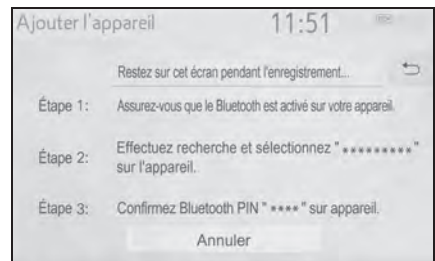 Ajouter l'appareil 11:51
Restez sur cet écran pendant l'enregistrement...
Étape 1: Assurez-vous que le Bluetooth est activé sur votre appareil.
Étape 2: Effectuez recherche et sélectionnez " ********* "
sur l'appareil.
Étape 3: Confirmez Bluetooth PIN " **** " sur appareil.
Annuler